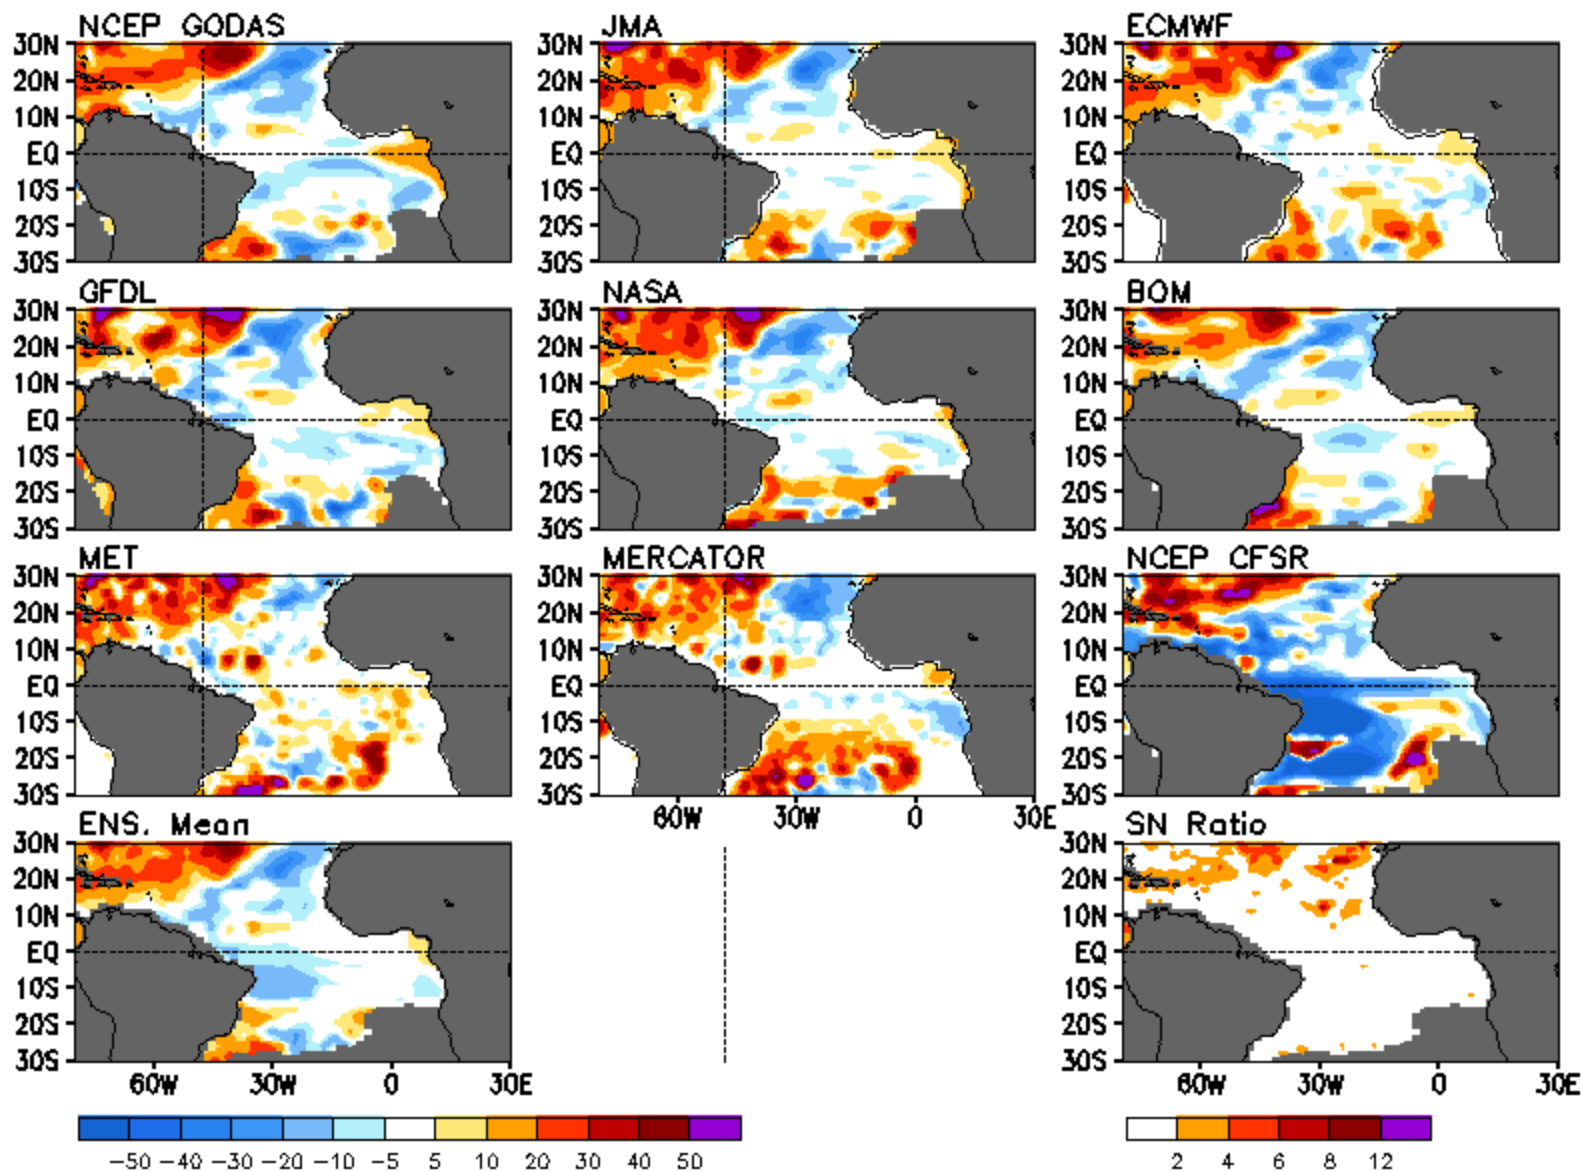 NCEP GODAS JMA ECMWF
30N 30N 30N
20N 20N 20N
10N 10N 10N
EQ EQ EQ
10S 10S 10S
20S 20S 20S
30S 30S 30S
GFDL NASA BOM
30N 30N 30N
20N 20N 20N
10N 10N 10N
EQ EQ EQ
10S 10S 10S
20S 20S 20S
30S 30S 30S
MET MERCATOR NCEP CFSR
30N 30N 30N
20N 20N 20N
10N 10N 10N
EQ EQ EQ
10S 10S 10S
20S 20S 20S
30S 30S 30S
60W 30W 0 30E
ENS. Mean SN Ratio
30N 30N
20N 20N
10N 10N
EQ EQ
10S 10S
20S 20S
30S 30S
60W 30W 0 30E 60W 30W 0 30E
-50 -40 -30 -20 -10 -5 5 10 20 30 40 50 2 4 6 8 12